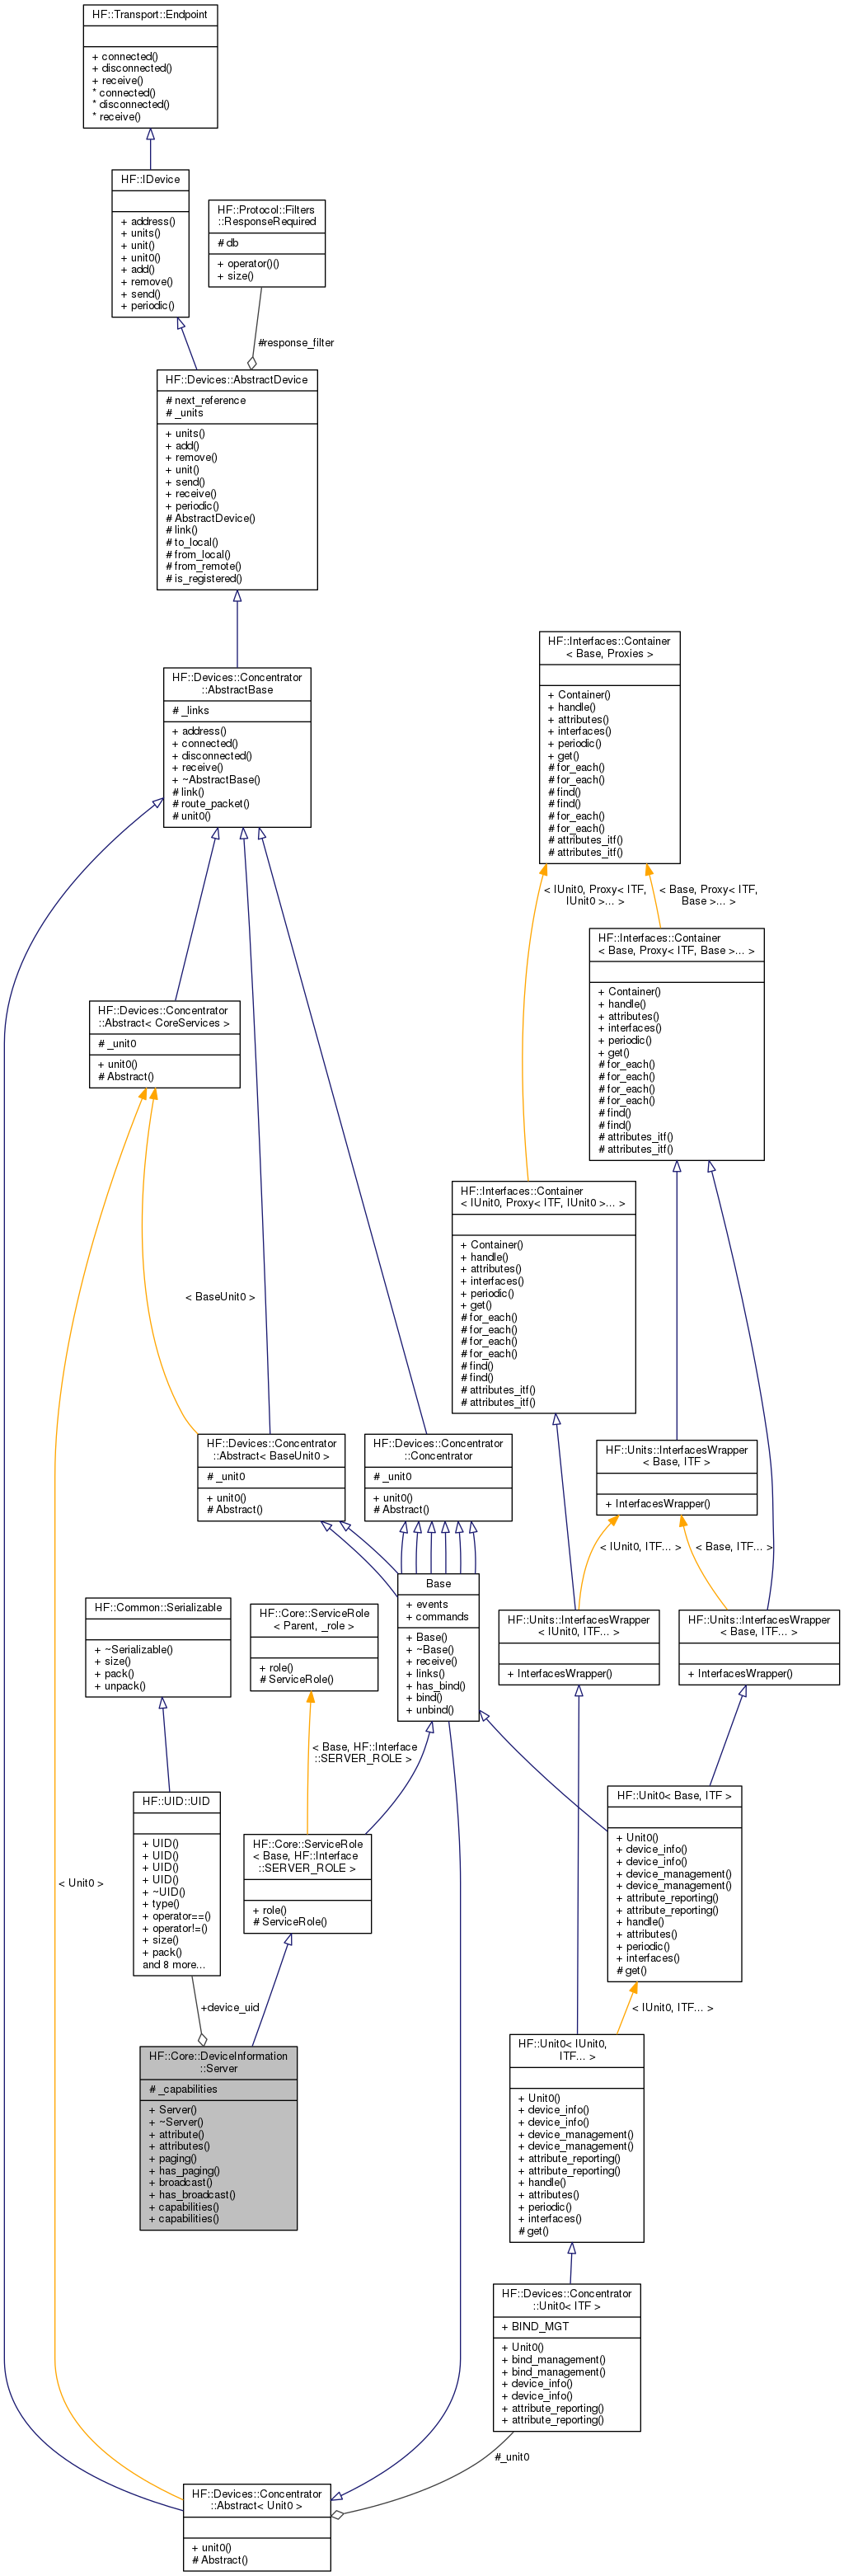 HF::Transport::Endpoint
+ connected()
+ disconnected()
+ receive()
* connected()
* disconnected()
* receive()
HF::IDevice
+ address()
+ units()
+ unit()
+ unit0()
+ add()
+ remove()
+ send()
+ periodic()
HF::Protocol::Filters
::ResponseRequired
# db
+ operator()()
+ size()
#response_filter
HF::Devices::AbstractDevice
# next_reference
# _units
+ units()
+ add()
+ remove()
+ unit()
+ send()
+ receive()
+ periodic()
# AbstractDevice()
# link()
# to_local()
# from_local()
# from_remote()
# is_registered()
HF::Devices::Concentrator
::AbstractBase
# _links
+ address()
+ connected()
+ disconnected()
+ receive()
+ ~AbstractBase()
# link()
# route_packet()
# unit0()
HF::Interfaces::Container
< Base, Proxies >
+ Container()
+ handle()
+ attributes()
+ interfaces()
+ periodic()
+ get()
# for_each()
# for_each()
# find()
# find()
# for_each()
# for_each()
# attributes_itf()
# attributes_itf()
< IUnit0, Proxy< ITF,
IUnit0 >... >
< Base, Proxy< ITF,
Base >... >
HF::Interfaces::Container
< Base, Proxy< ITF, Base >... >
+ Container()
+ handle()
+ attributes()
+ interfaces()
+ periodic()
+ get()
# for_each()
# for_each()
# for_each()
# for_each()
# find()
# find()
# attributes_itf()
# attributes_itf()
HF::Devices::Concentrator
::Abstract< CoreServices >
# _unit0
+ unit0()
# Abstract()
HF::Interfaces::Container
< IUnit0, Proxy< ITF, IUnit0 >... >
+ Container()
+ handle()
+ attributes()
+ interfaces()
+ periodic()
+ get()
# for_each()
# for_each()
# for_each()
# for_each()
# find()
# find()
# attributes_itf()
# attributes_itf()
< BaseUnit0 >
HF::Devices::Concentrator
::Abstract< BaseUnit0 >
# _unit0
+ unit0()
# Abstract()
HF::Devices::Concentrator
::Concentrator
# _unit0
+ unit0()
# Abstract()
HF::Units::InterfacesWrapper
< Base, ITF >
+ InterfacesWrapper()
< IUnit0, ITF... >
< Base, ITF... >
Base
+ events
+ commands
+ Base()
+ ~Base()
+ receive()
+ links()
+ has_bind()
+ bind()
+ unbind()
HF::Common::Serializable
+ ~Serializable()
+ size()
+ pack()
+ unpack()
HF::Core::ServiceRole
< Parent, _role >
+ role()
# ServiceRole()
HF::Units::InterfacesWrapper
< IUnit0, ITF... >
+ InterfacesWrapper()
HF::Units::InterfacesWrapper
< Base, ITF... >
+ InterfacesWrapper()
< Base, HF::Interface
::SERVER_ROLE >
HF::UID::UID
+ UID()
+ UID()
+ UID()
+ UID()
+ ~UID()
+ type()
+ operator==()
+ operator!=()
+ size()
+ pack()
and 8 more...
HF::Core::ServiceRole
< Base, HF::Interface
::SERVER_ROLE >
+ role()
# ServiceRole()
HF::Unit0< Base, ITF >
+ Unit0()
+ device_info()
+ device_info()
+ device_management()
+ device_management()
+ attribute_reporting()
+ attribute_reporting()
+ handle()
+ attributes()
+ periodic()
+ interfaces()
# get()
< Unit0 >
+device_uid
< IUnit0, ITF... >
HF::Core::DeviceInformation
::Server
# _capabilities
+ Server()
+ ~Server()
+ attribute()
+ attributes()
+ paging()
+ has_paging()
+ broadcast()
+ has_broadcast()
+ capabilities()
+ capabilities()
HF::Unit0< IUnit0,
ITF... >
+ Unit0()
+ device_info()
+ device_info()
+ device_management()
+ device_management()
+ attribute_reporting()
+ attribute_reporting()
+ handle()
+ attributes()
+ periodic()
+ interfaces()
# get()
HF::Devices::Concentrator
::Unit0< ITF >
+ BIND_MGT
+ Unit0()
+ bind_management()
+ bind_management()
+ device_info()
+ device_info()
+ attribute_reporting()
+ attribute_reporting()
#_unit0
HF::Devices::Concentrator
::Abstract< Unit0 >
+ unit0()
# Abstract()